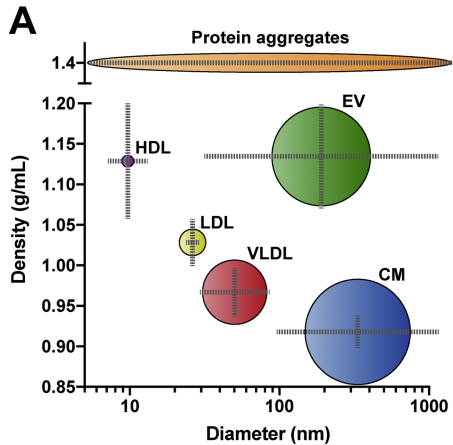 A
Protein aggregates
1.4
1.20
EV
1.15
HDL
1.10
Density (g/mL)
1.05
LDL
1.00
VLDL
CM
0.95
0.90
0.85
10
100
1000
Diameter (nm)